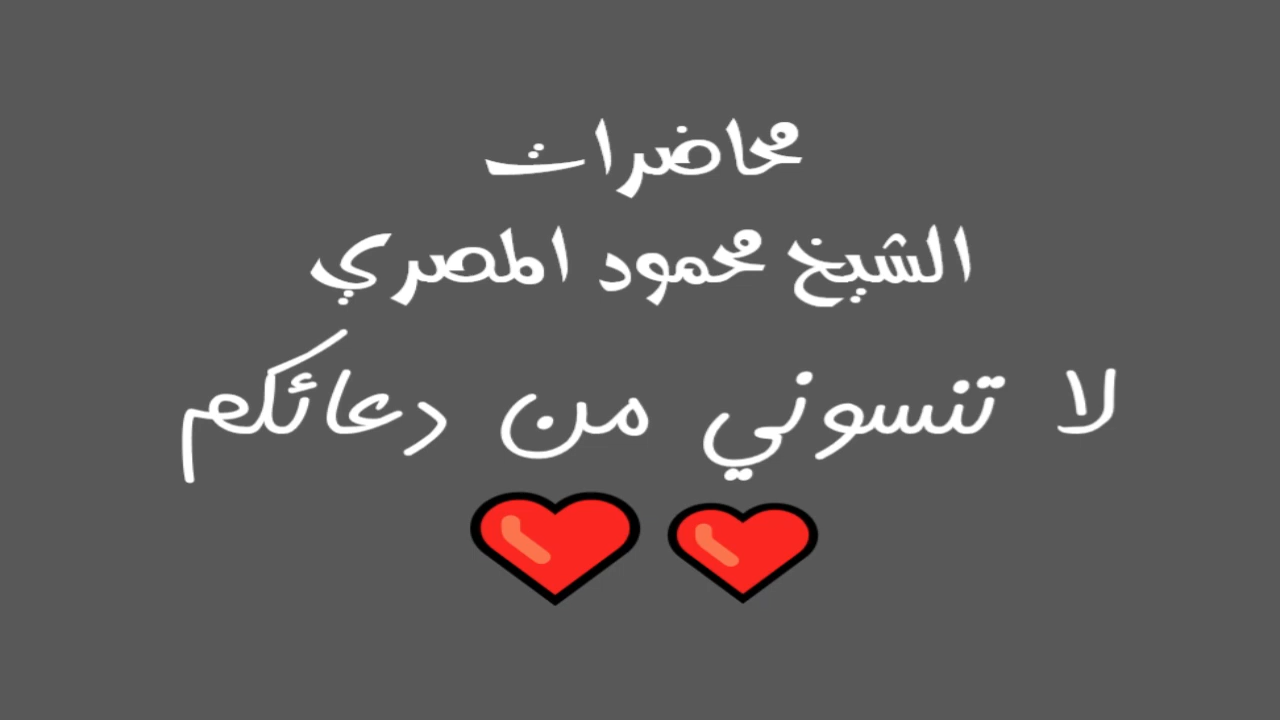 محاضرات
الشيخ محمود المصري
لا تنسوني من دعائكم